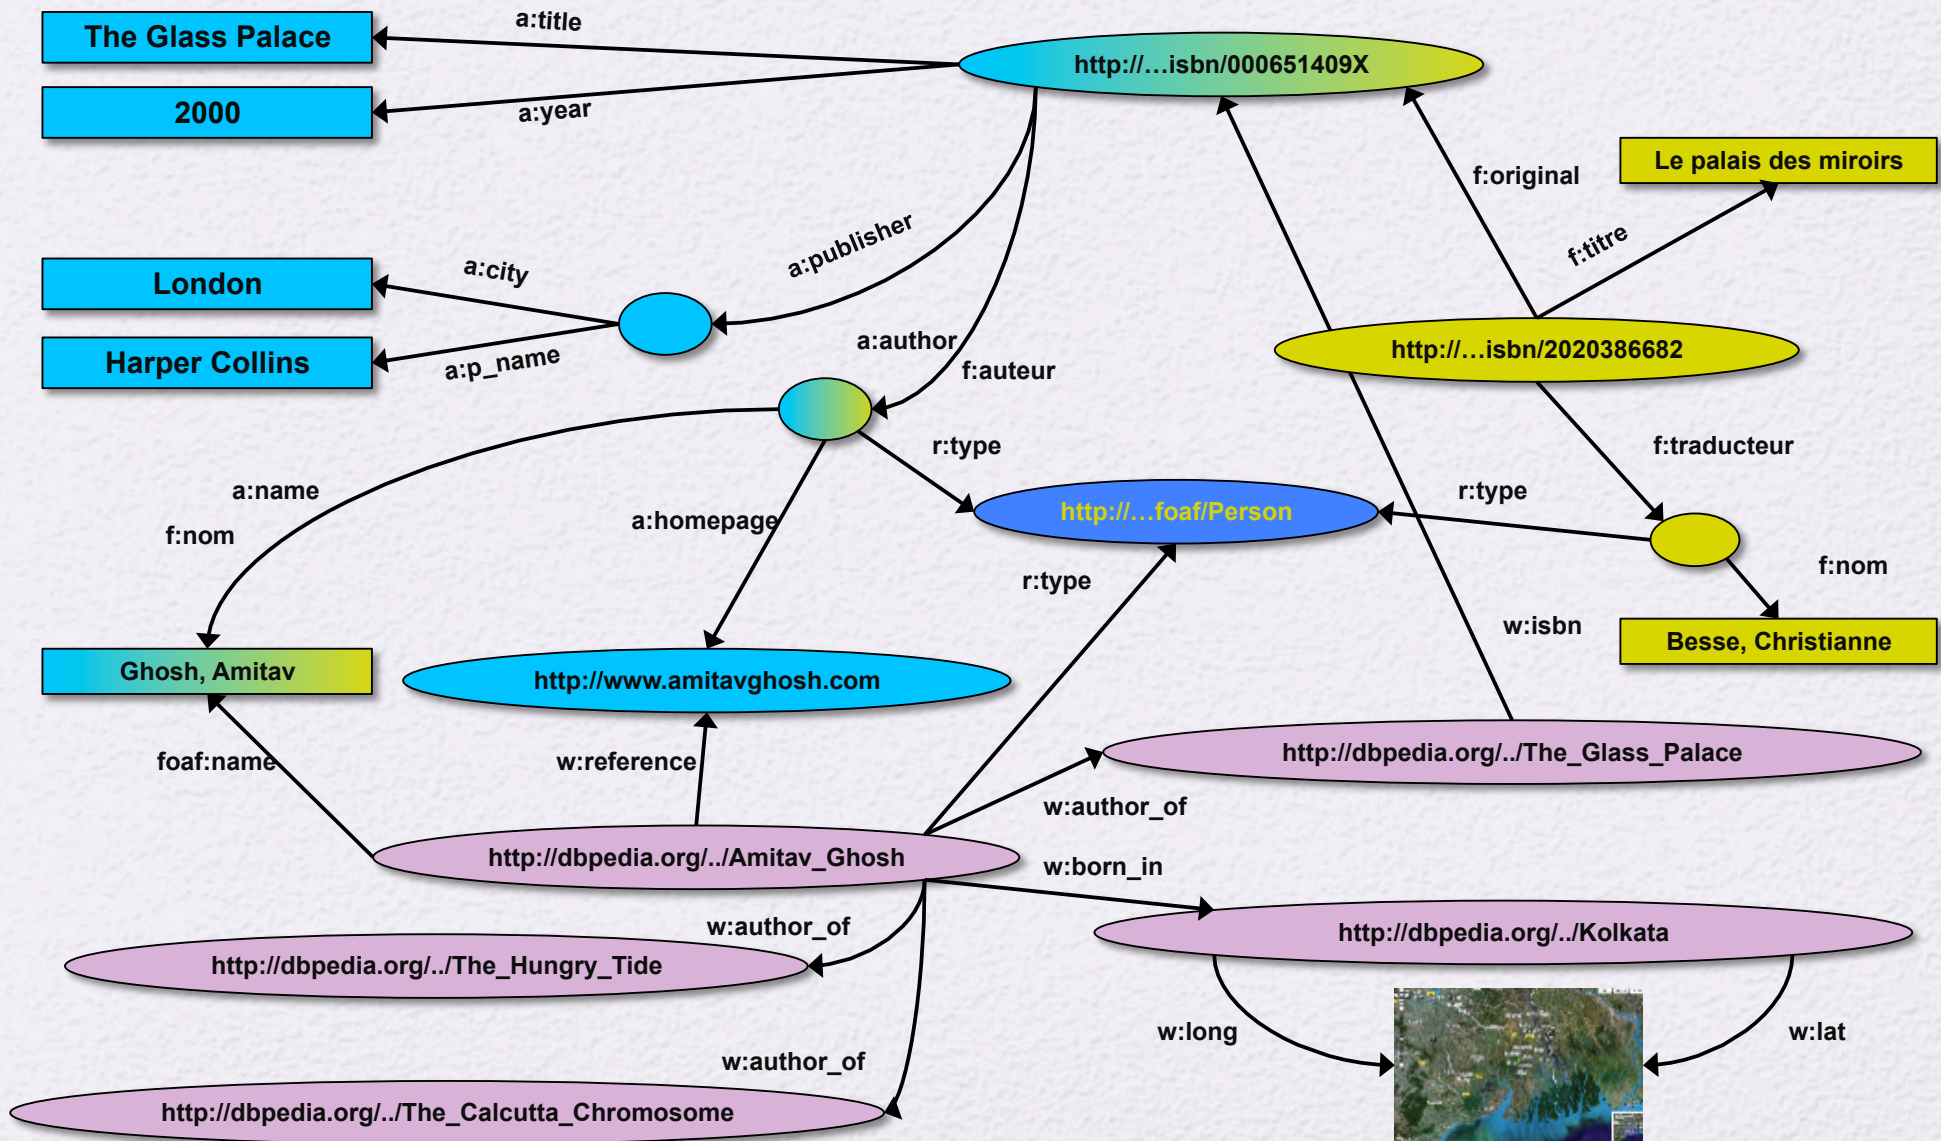 a:title
The Glass Palace
http://…isbn/000651409X
2000
a:year
Le palais des miroirs
f:original
a:publisher
f:titre
a:city
London
a:author
http://…isbn/2020386682
Harper Collins
a:p_name
f:auteur
r:type
f:traducteur
a:name
r:type
http://…foaf/Person
a:homepage
f:nom
f:nom
r:type
w:isbn
Besse, Christianne
Ghosh, Amitav
http://www.amitavghosh.com
foaf:name
w:reference
http://dbpedia.org/../The_Glass_Palace
w:author_of
http://dbpedia.org/../Amitav_Ghosh
w:born_in
w:author_of
http://dbpedia.org/../Kolkata
http://dbpedia.org/../The_Hungry_Tide
w:long
w:lat
w:author_of
http://dbpedia.org/../The_Calcutta_Chromosome